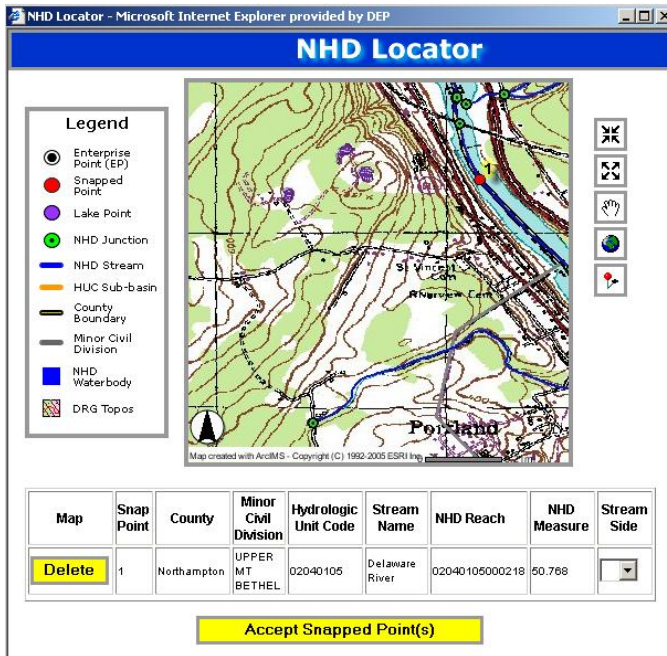 NHD Locator - Microsoft Internet Explorer provided by DEP
NHD Locator
Legend
Enterprise
Point (EP)
Snapped
Point
Lake Point
NHD Junction
NHD Stream
HUC Sub-basin
County
Boundary
Minor Civil
Division
NHD
Waterbody
DRG Topos
1
St Vincent
Cem
Riverview Cem
Portland
600
Map created with ArcIMS - Copyright (C) 1992-2005 ESRI Inc.
Map
Snap
Point
County
Minor
Civil
Division
Hydrologic
Unit Code
Stream
Name
NHD Reach
NHD
Measure
Stream
Side
Delete
1
Northampton
UPPER
MT
BETHEL
02040105
Delaware
River
02040105000218
50.768
Accept Snapped Point(s)